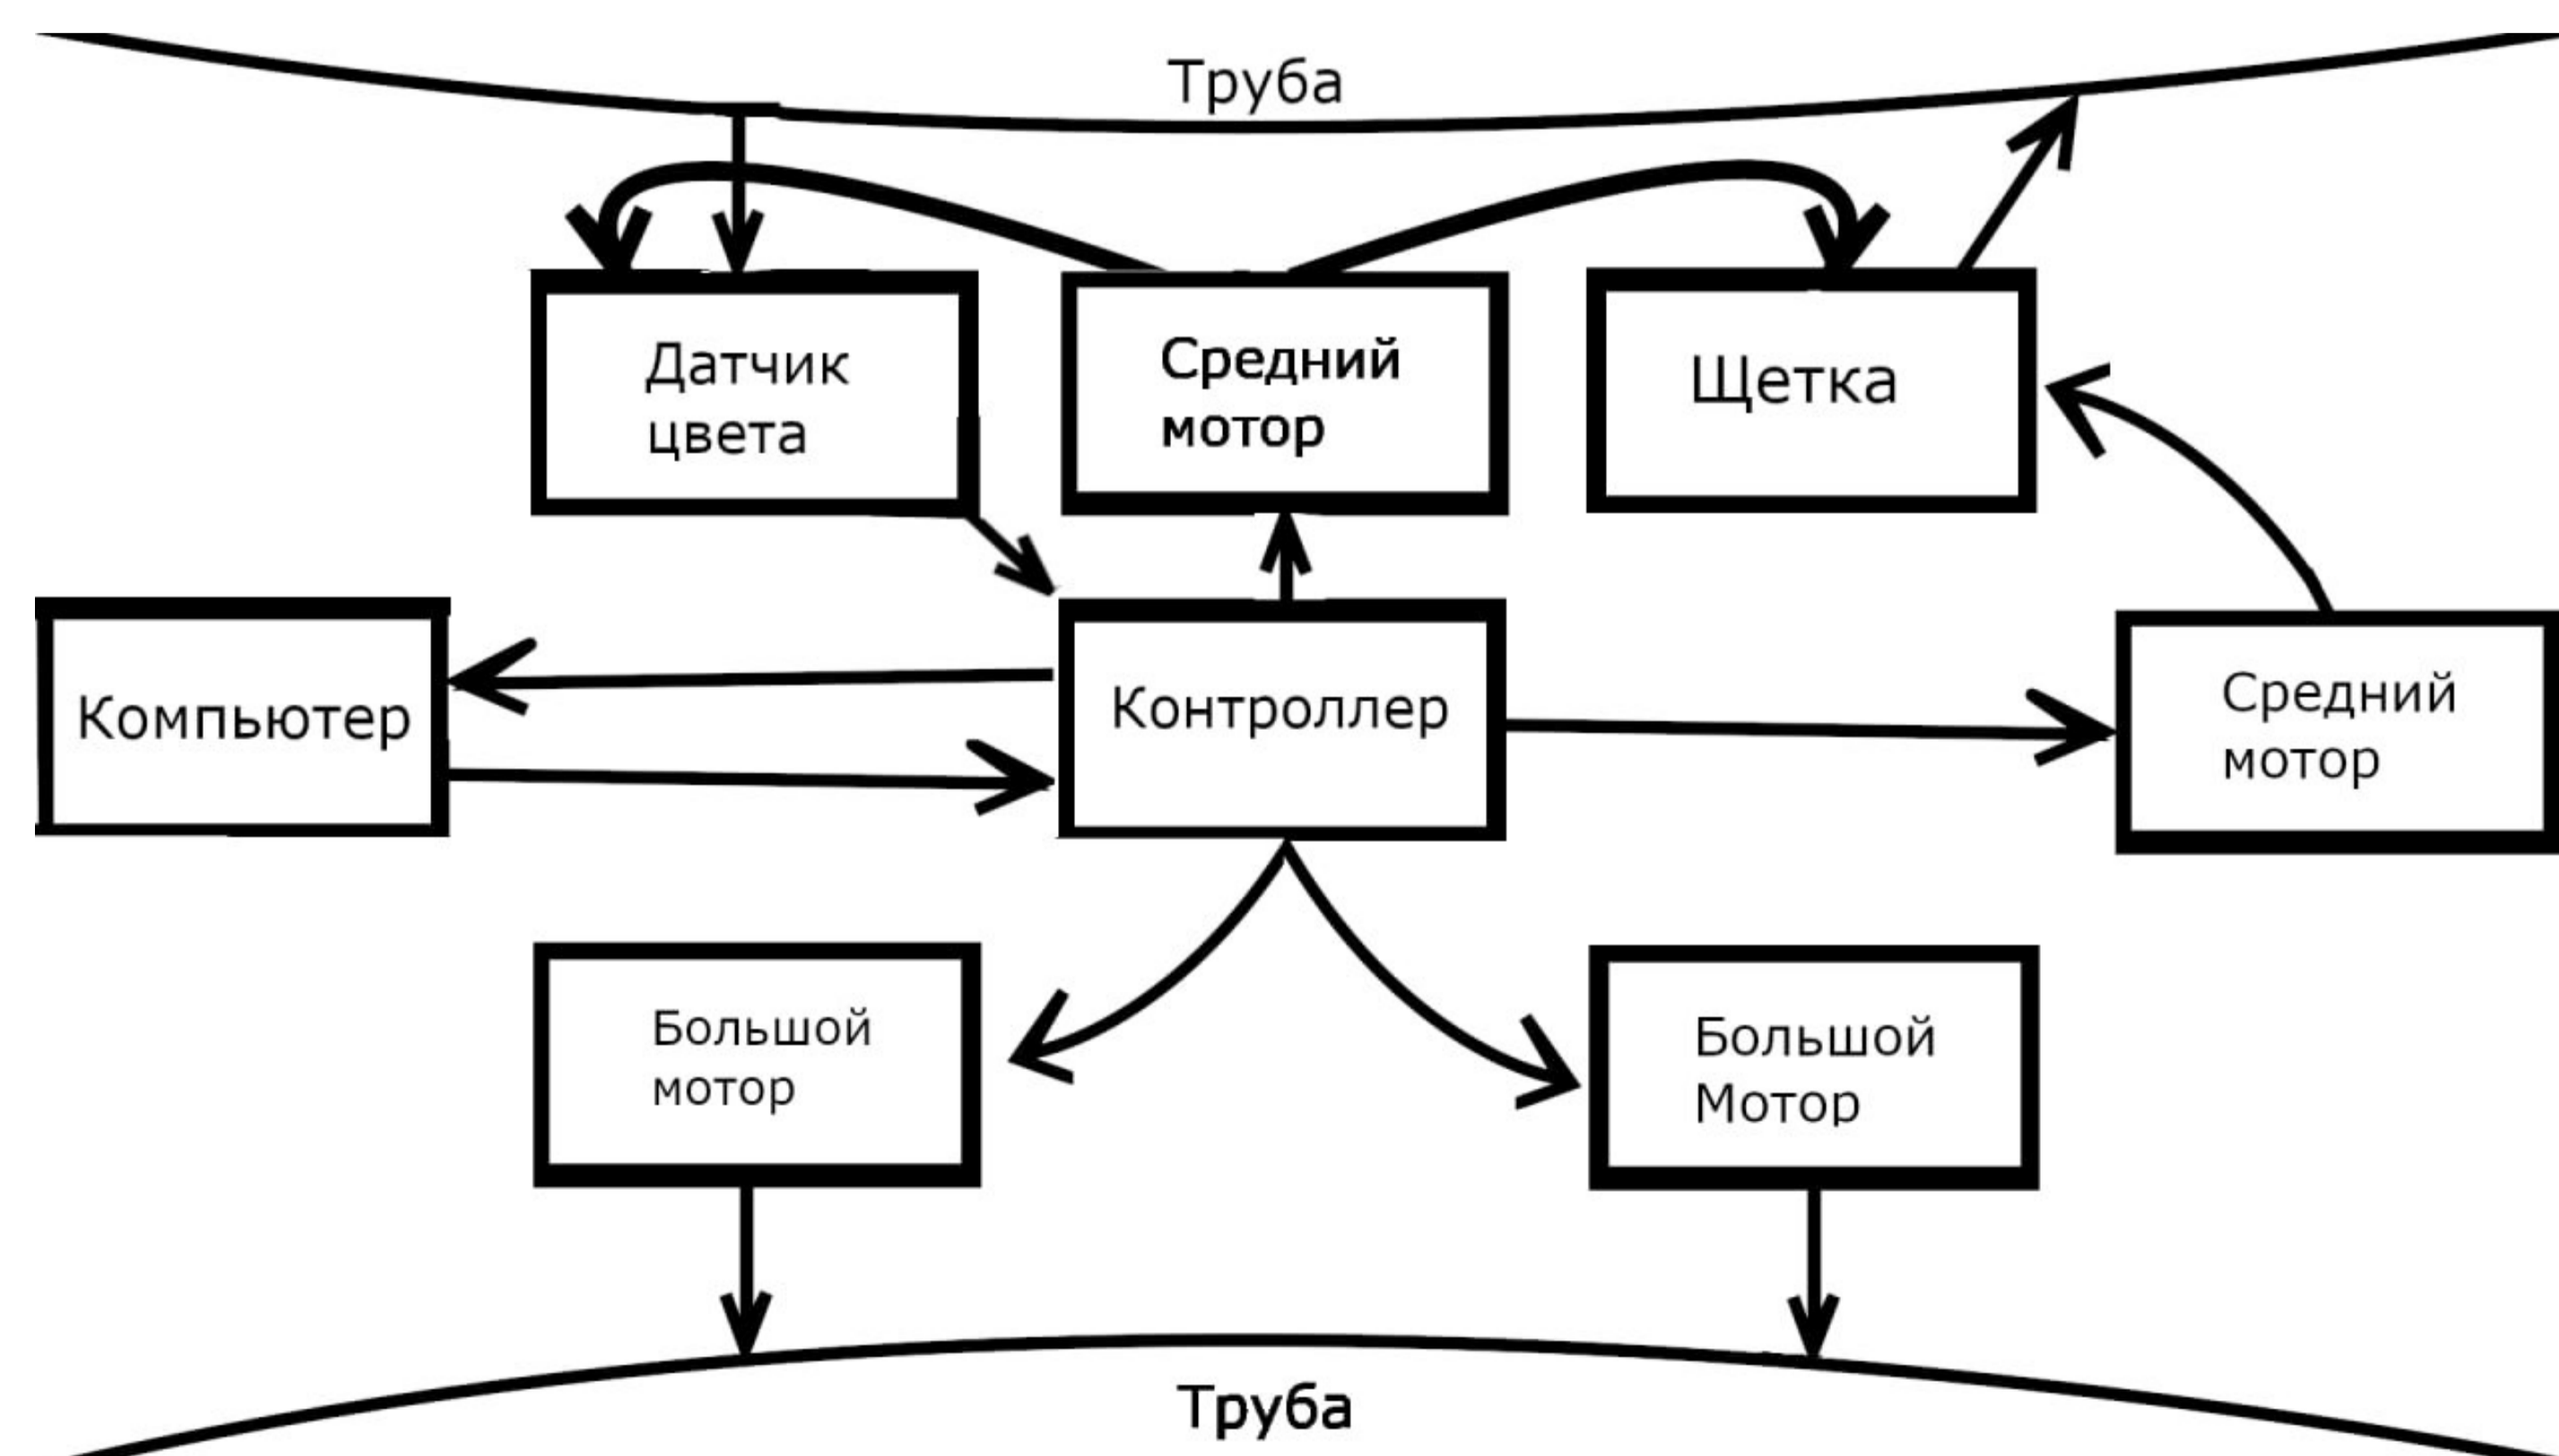 Труба
Датчик
цвета
Средний
мотор
Щетка
Компьютер
Контроллер
Средний
мотор
Большой
мотор
Большой
Мотор
Труба